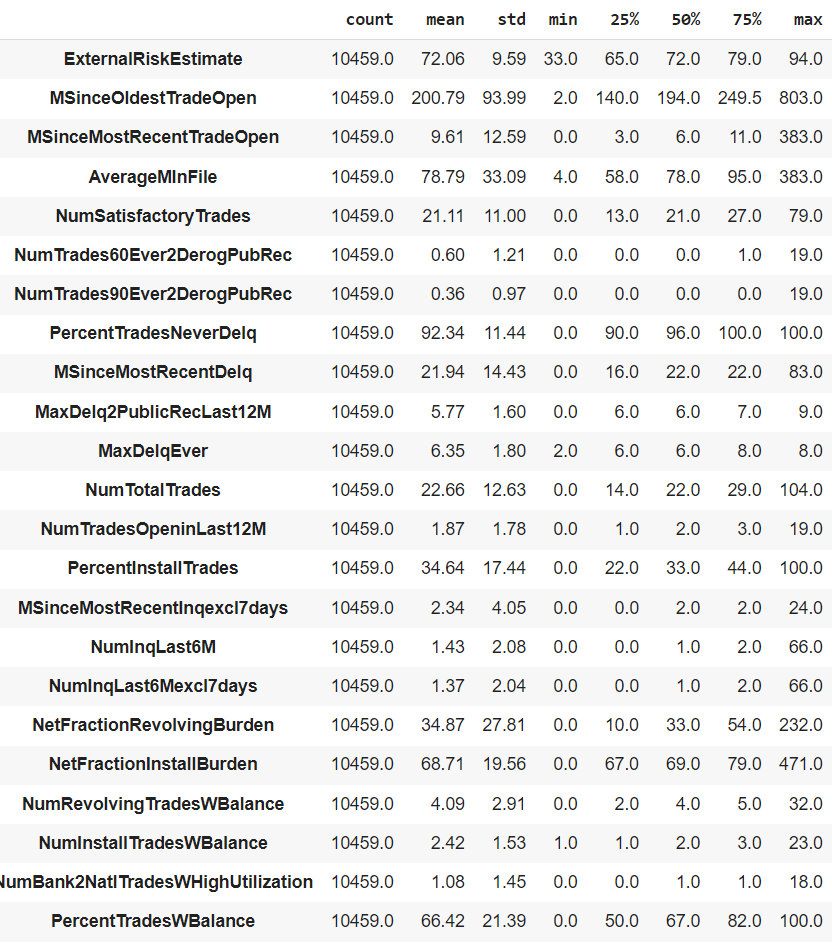 count mean std min 25% 50% 75% max
ExternalRiskEstimate 10459.0 72.06 9.59 33.0 65.0 72.0 79.0 94.0
MSinceOldestTradeOpen 10459.0 200.79 93.99 2.0 140.0 194.0 249.5 803.0
MSinceMostRecentTradeOpen 10459.0 9.61 12.59 0.0 3.0 6.0 11.0 383.0
AverageMInFile 10459.0 78.79 33.09 4.0 58.0 78.0 95.0 383.0
NumSatisfactoryTrades 10459.0 21.11 11.00 0.0 13.0 21.0 27.0 79.0
NumTrades60Ever2DerogPubRec 10459.0 0.60 1.21 0.0 0.0 0.0 1.0 19.0
NumTrades90Ever2DerogPubRec 10459.0 0.36 0.97 0.0 0.0 0.0 0.0 19.0
PercentTradesNeverDelq 10459.0 92.34 11.44 0.0 90.0 96.0 100.0 100.0
MSinceMostRecentDelq 10459.0 21.94 14.43 0.0 16.0 22.0 22.0 83.0
MaxDelq2PublicRecLast12M 10459.0 5.77 1.60 0.0 6.0 6.0 7.0 9.0
MaxDelqEver 10459.0 6.35 1.80 2.0 6.0 6.0 8.0 8.0
NumTotalTrades 10459.0 22.66 12.63 0.0 14.0 22.0 29.0 104.0
NumTradesOpeninLast12M 10459.0 1.87 1.78 0.0 1.0 2.0 3.0 19.0
PercentInstallTrades 10459.0 34.64 17.44 0.0 22.0 33.0 44.0 100.0
MSinceMostRecentInqexcl7days 10459.0 2.34 4.05 0.0 0.0 2.0 2.0 24.0
NumInqLast6M 10459.0 1.43 2.08 0.0 0.0 1.0 2.0 66.0
NumInqLast6Mexcl7days 10459.0 1.37 2.04 0.0 0.0 1.0 2.0 66.0
NetFractionRevolvingBurden 10459.0 34.87 27.81 0.0 10.0 33.0 54.0 232.0
NetFractionInstallBurden 10459.0 68.71 19.56 0.0 67.0 69.0 79.0 471.0
NumRevolvingTradesWBalance 10459.0 4.09 2.91 0.0 2.0 4.0 5.0 32.0
NumInstallTradesWBalance 10459.0 2.42 1.53 1.0 1.0 2.0 3.0 23.0
NumBank2NatlTradesWHighUtilization 10459.0 1.08 1.45 0.0 0.0 1.0 1.0 18.0
PercentTradesWBalance 10459.0 66.42 21.39 0.0 50.0 67.0 82.0 100.0